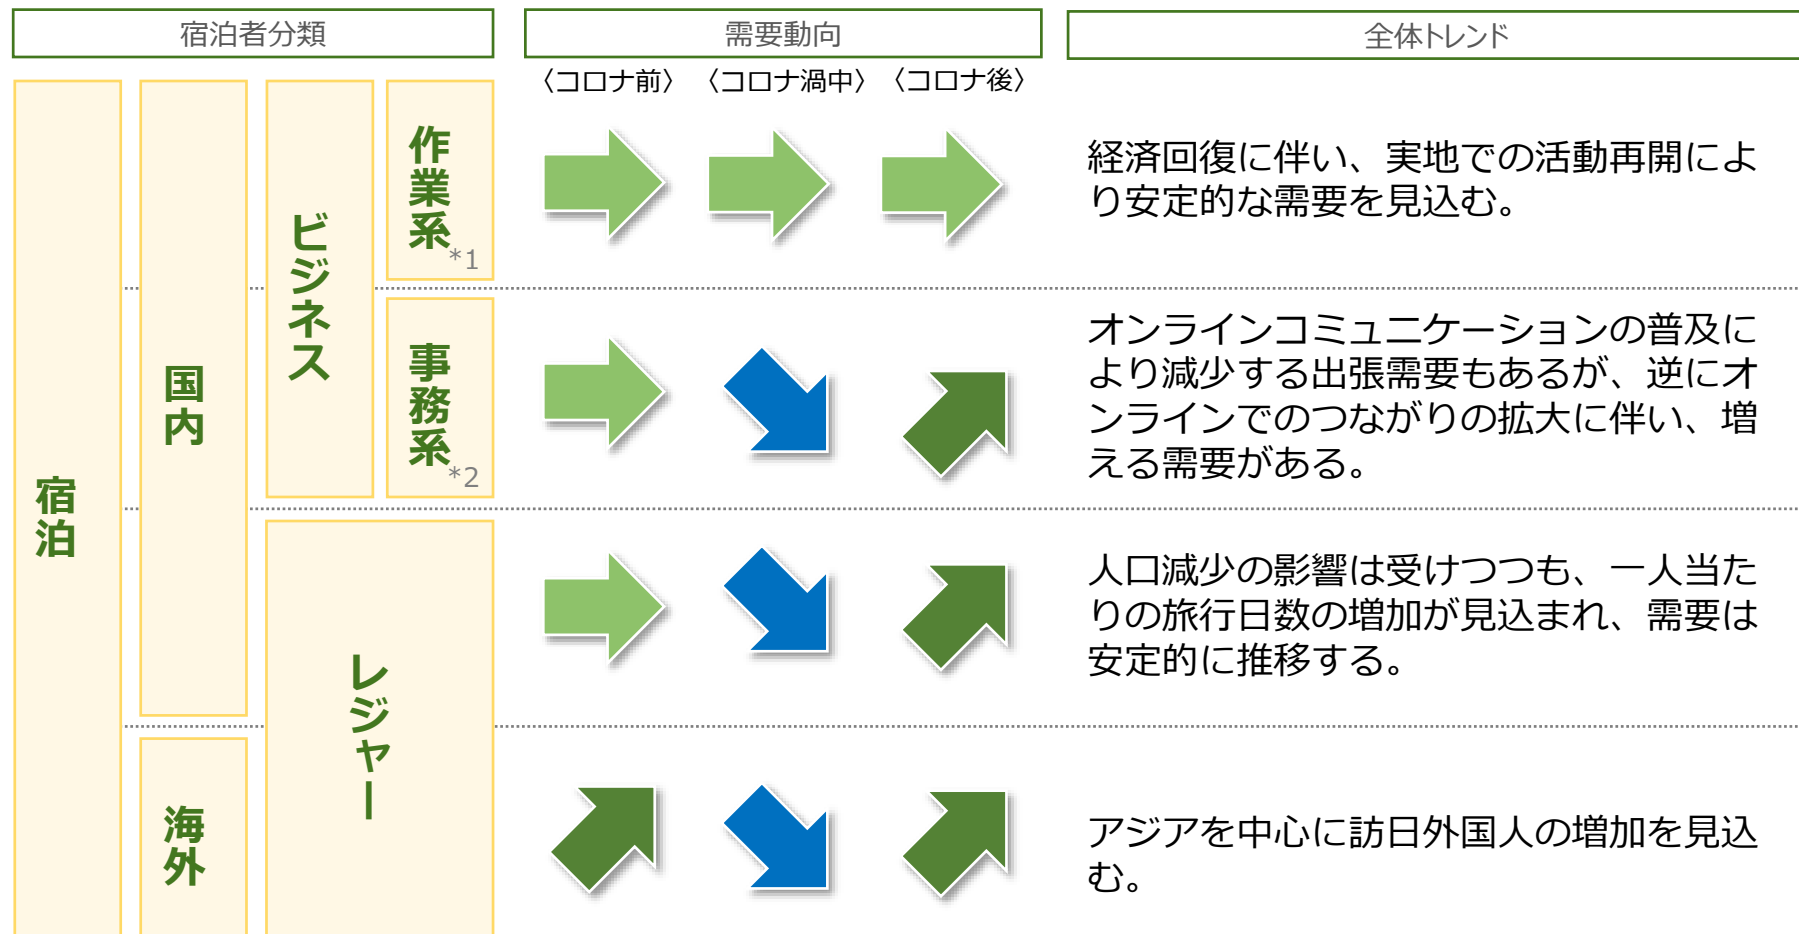 宿泊者分類
需要動向
全体トレンド
〈コロナ前〉
〈コロナ渦中〉
〈コロナ後〉
宿泊
国内
ビジネス
作業系
*1
経済回復に伴い、実地での活動再開によ
り安定的な需要を見込む。
事務系
*2
オンラインコミュニケーションの普及に
より減少する出張需要もあるが、逆にオ
ンラインでのつながりの拡大に伴い、増
える需要がある。
レジャー
人口減少の影響は受けつつも、一人当た
りの旅行日数の増加が見込まれ、需要は
安定的に推移する。
海外
アジアを中心に訪日外国人の増加を見込
む。